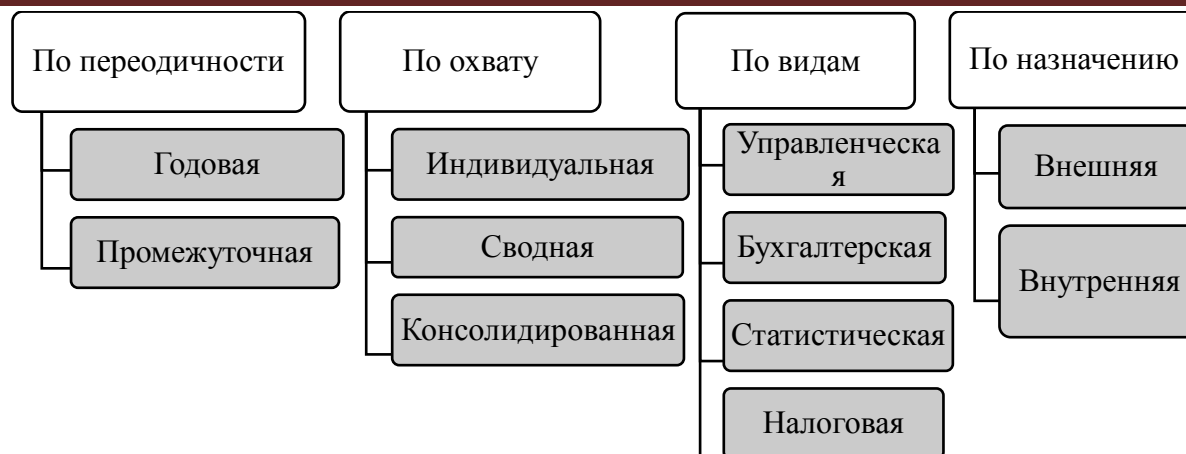 По переодичности
Годовая
Промежуточная
По охвату
Индивидуальная
Сводная
Консолидированная
По видам
Управленческа
я
Бухгалтерская
Статистическая
Налоговая
По назначению
Внешняя
Внутренняя